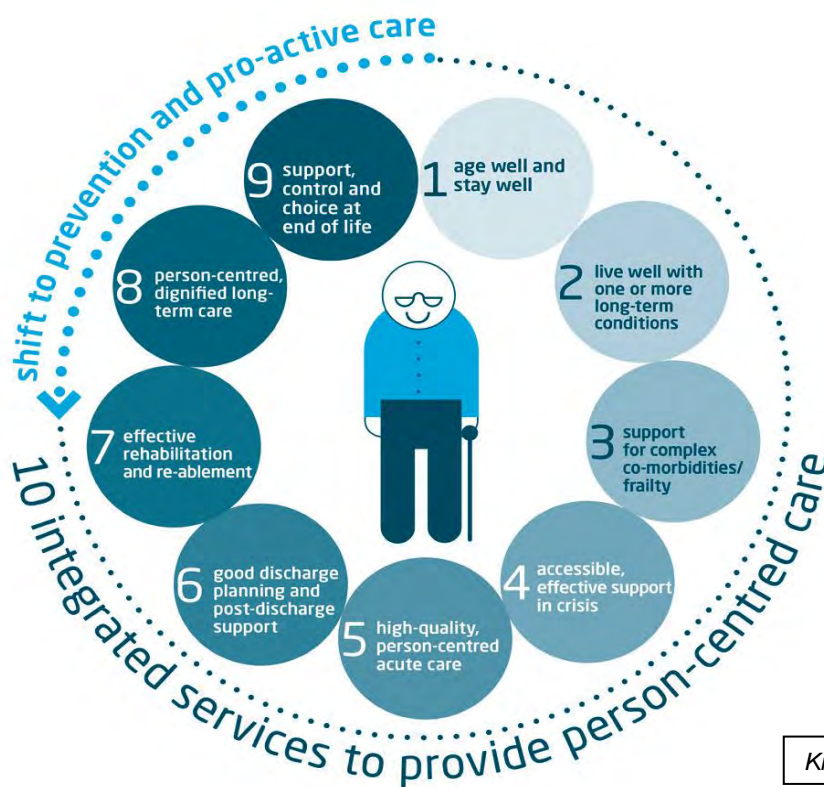 shift to prevention and pro-active care
1 age well and
stay well
2 live well with
one or more
long-term
conditions
3 support
for complex
co-morbidities/
frailty
4 accessible,
effective support
in crisis
5 high-quality,
person-centred
acute care
6 good discharge
planning and
post-discharge
support
7 effective
rehabilitation
and re-ablement
8 person-centred,
dignified long-
term care
9 support,
control and
choice at
end of life
10 integrated services to provide person-centred care